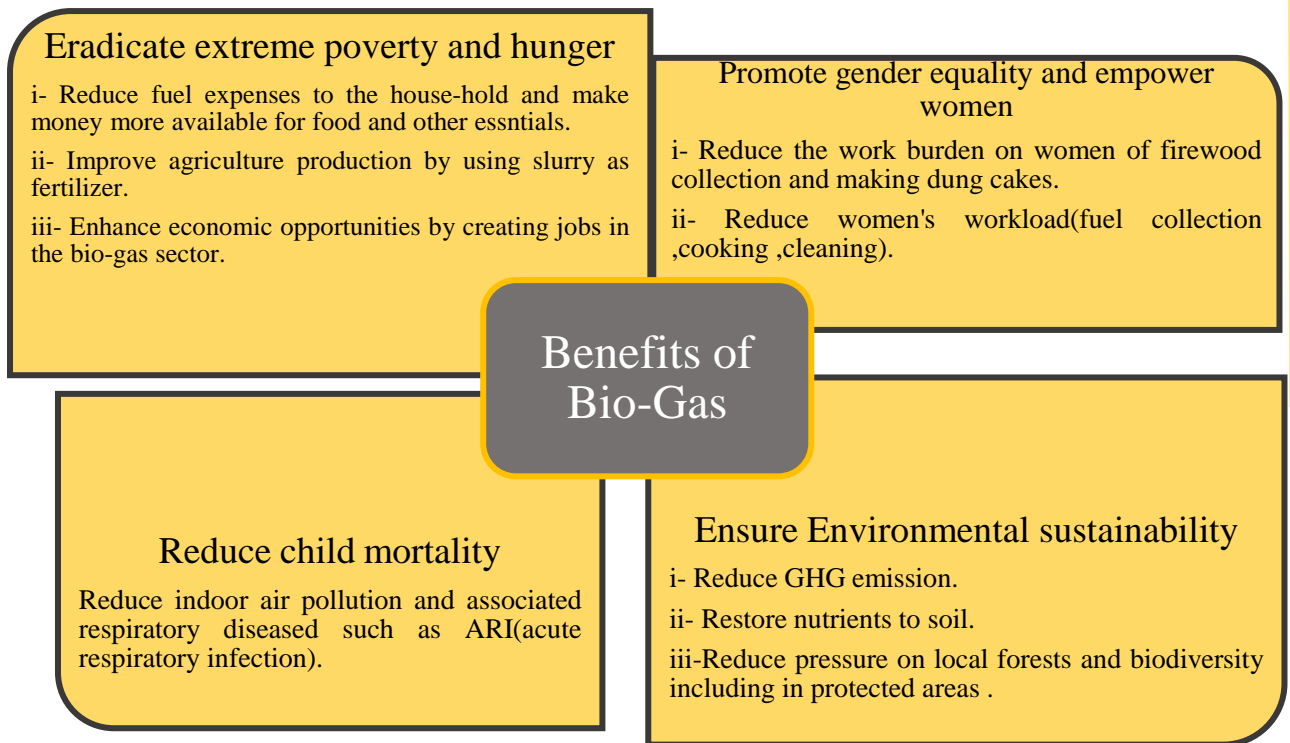 Eradicate extreme poverty and hunger
i- Reduce fuel expenses to the house-hold and make
money more available for food and other essntials.
ii- Improve agriculture production by using slurry as
fertilizer.
iii- Enhance economic opportunities by creating jobs in
the bio-gas sector.
Promote gender equality and empower
women
i- Reduce the work burden on women of firewood
collection and making dung cakes.
ii- Reduce women's workload(fuel collection
,cooking ,cleaning).
Benefits of
Bio-Gas
Reduce child mortality
Reduce indoor air pollution and associated
respiratory diseased such as ARI(acute
respiratory infection).
Ensure Environmental sustainability
i- Reduce GHG emission.
ii- Restore nutrients to soil.
iii-Reduce pressure on local forests and biodiversity
including in protected areas .